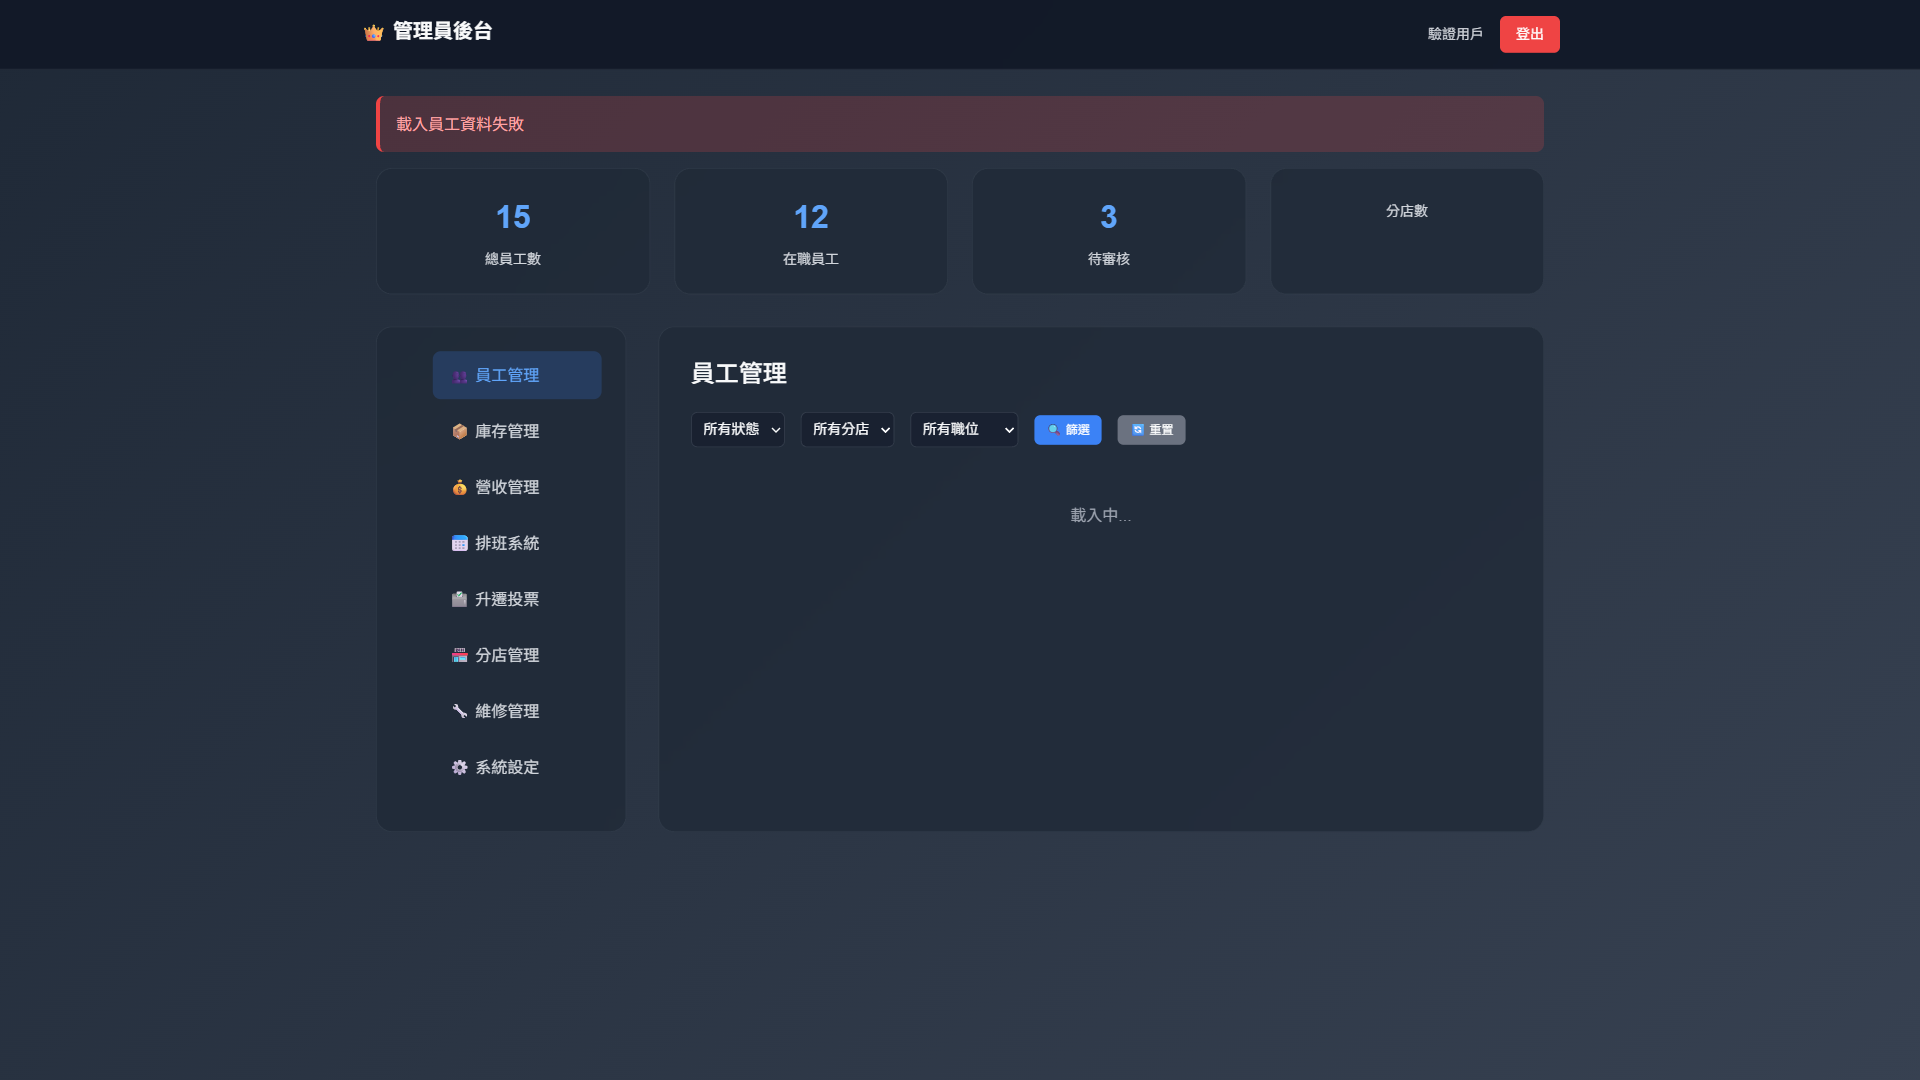 管理員後台
驗證用戶
登出
載入員工資料失敗
15
總員工數
12
在職員工
3
待審核
分店數
員工管理
庫存管理
營收管理
排班系統
升遷投票
分店管理
維修管理
系統設定
員工管理
所有狀態
所有分店
所有職位
篩選
重置
載入中...